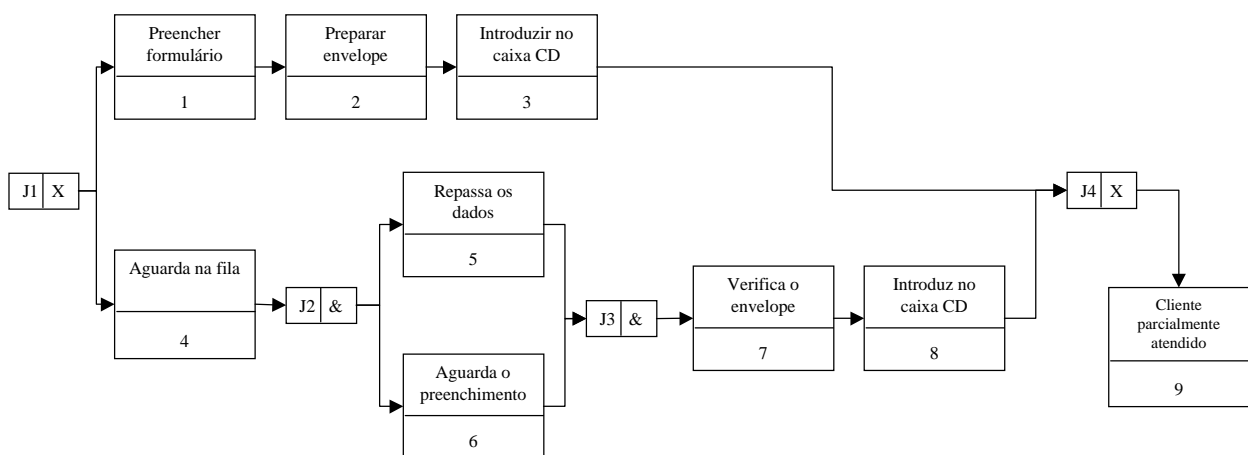 Preencher
formulário
1
Preparar
envelope
2
Introduzir no
caixa CD
3
J1 X
Aguarda na fila
4
J2 &
Repassa os
dados
5
Aguarda o
preenchimento
6
J3 &
Verifica o
envelope
7
Introduz no
caixa CD
8
J4 X
Cliente
parcialmente
atendido
9